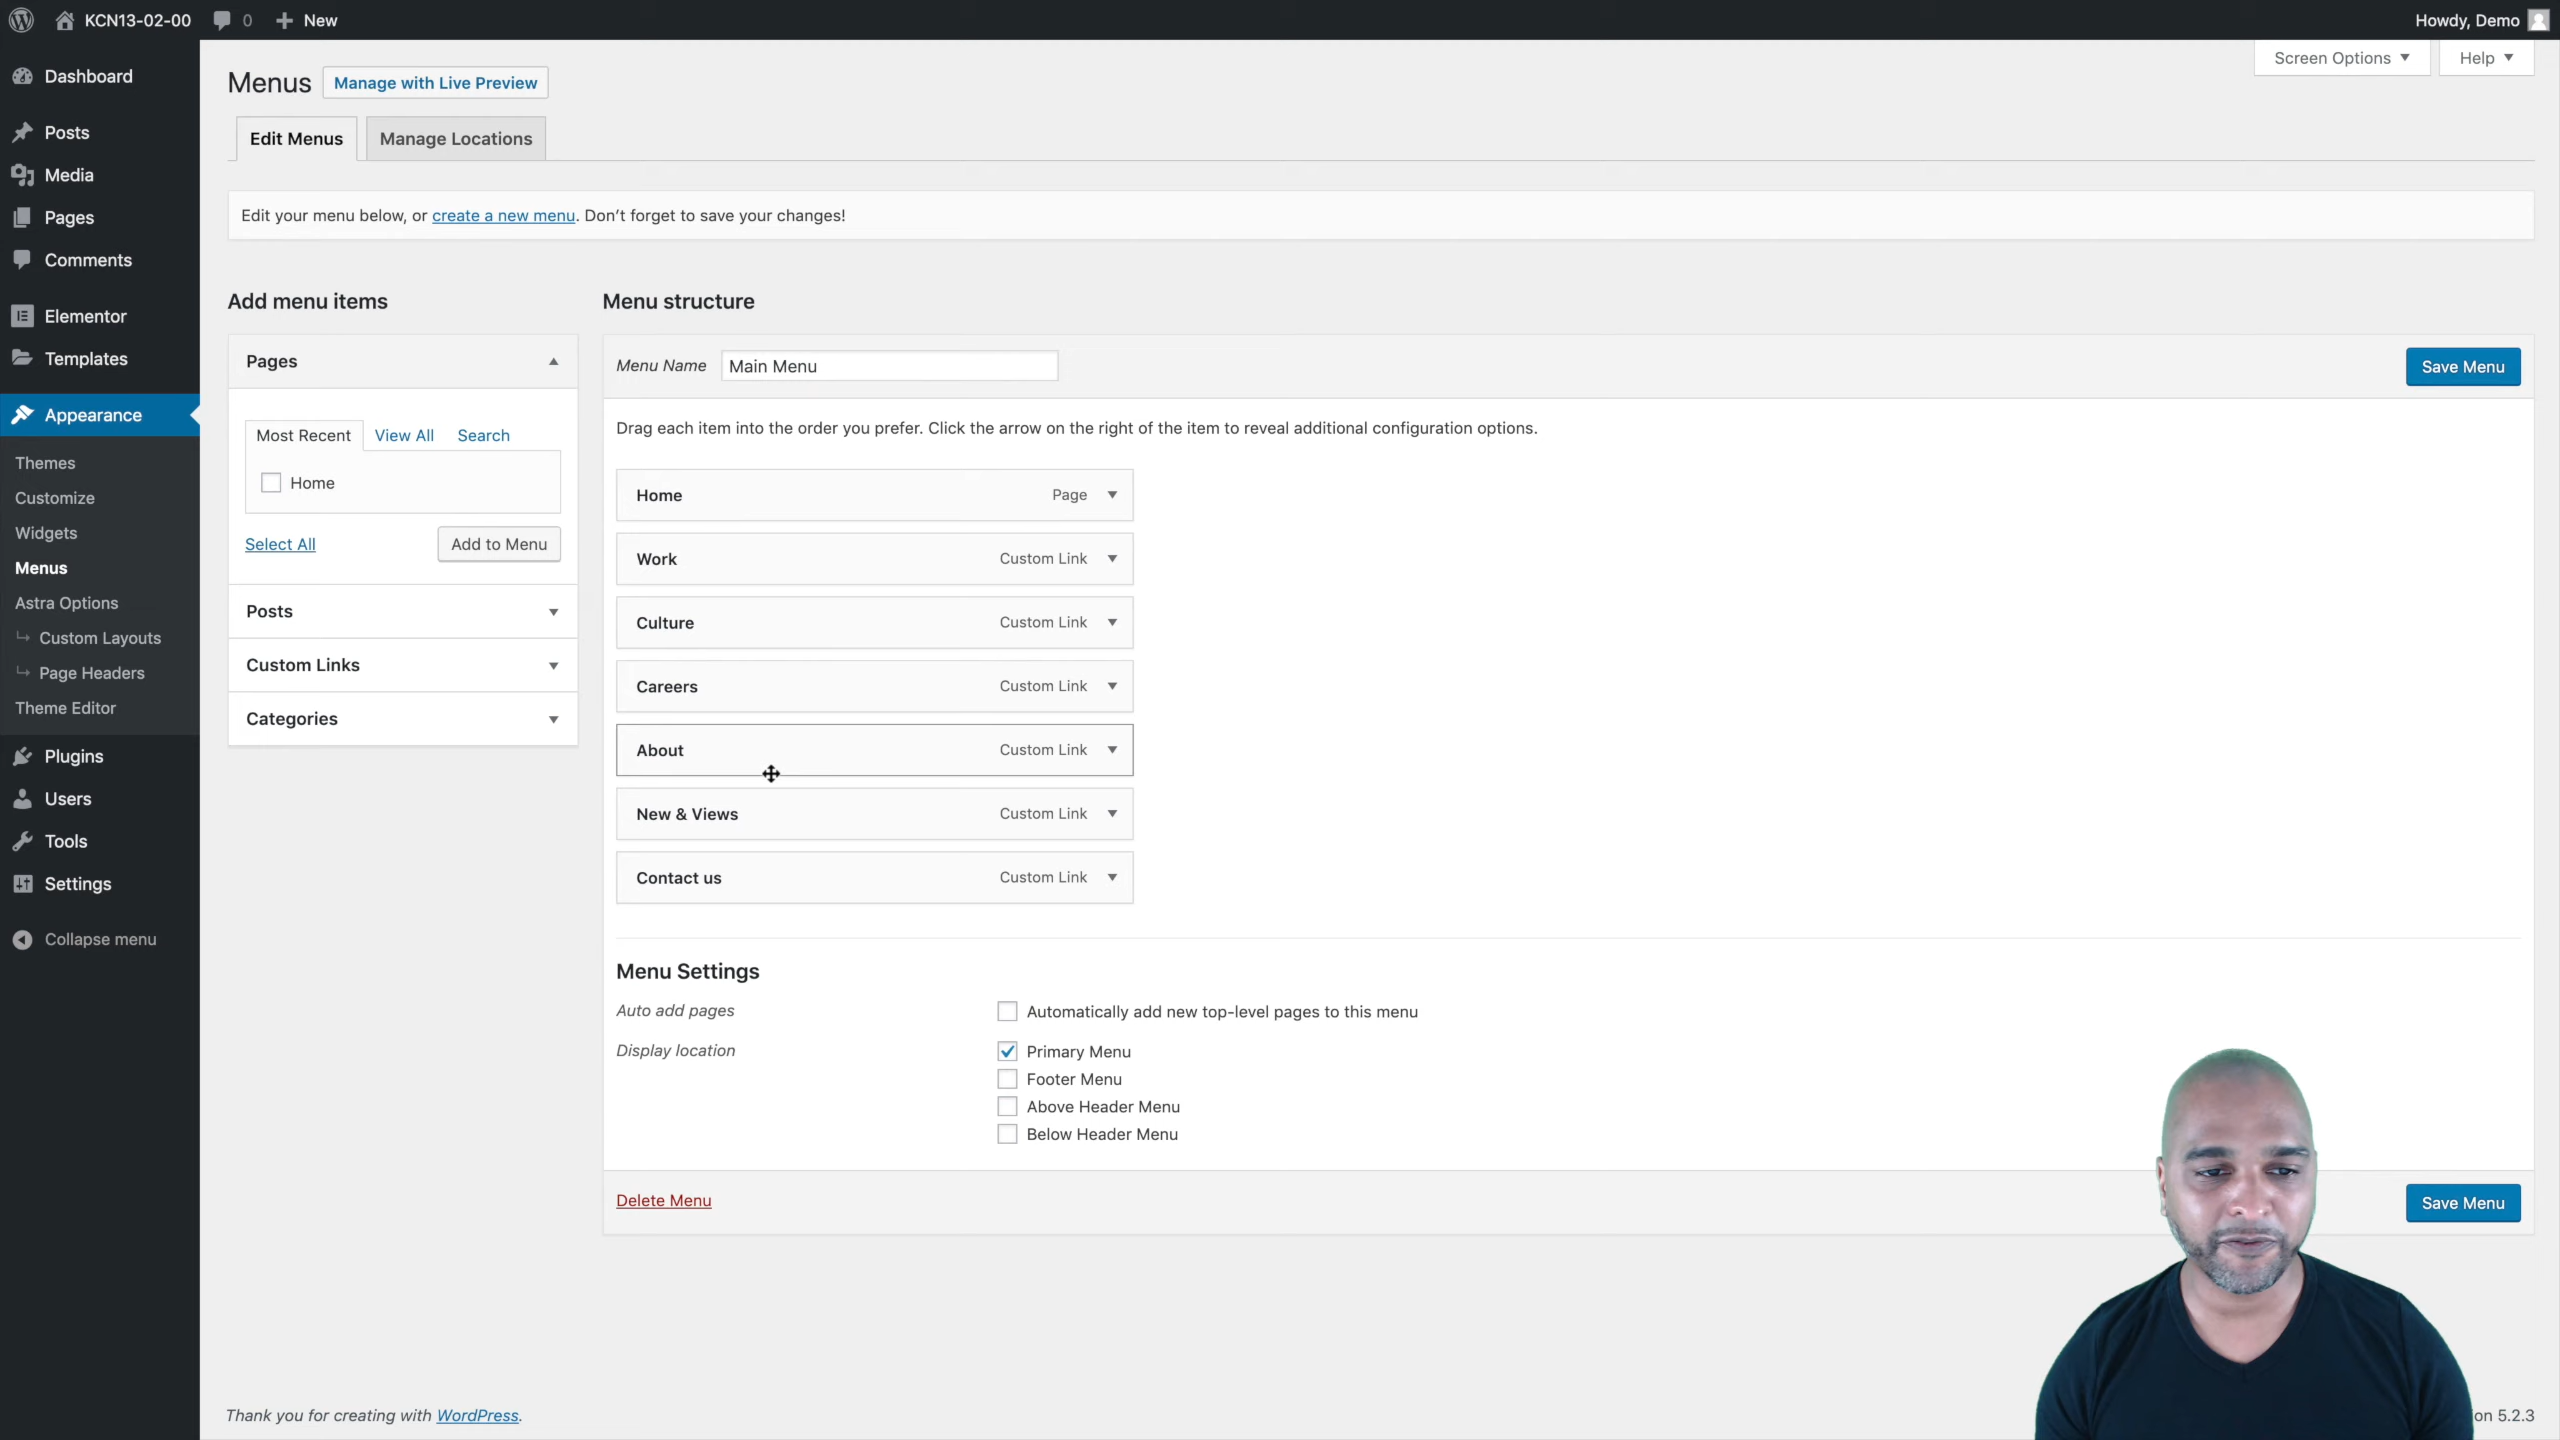 KCN13-02-00 0 New Howdy, Demo
Screen Options Help
Dashboard
Posts
Media
Pages
Comments
Elementor
Templates
Appearance
Themes
Customize
Widgets
Menus
Astra Options
Custom Layouts
Page Headers
Theme Editor
Plugins
Users
Tools
Settings
Collapse menu
Menus Manage with Live Preview
Edit Menus Manage Locations
Edit your menu below, or create a new menu. Don’t forget to save your changes!
Add menu items
Pages
Most Recent View All Search
Home
Select All Add to Menu
Posts
Custom Links
Categories
Menu structure
Menu Name Main Menu Save Menu
Drag each item into the order you prefer. Click the arrow on the right of the item to reveal additional configuration options.
Home Page
Work Custom Link
Culture Custom Link
Careers Custom Link
About Custom Link
New & Views Custom Link
Contact us Custom Link
Menu Settings
Auto add pages Automatically add new top-level pages to this menu
Display location Primary Menu
Footer Menu
Above Header Menu
Below Header Menu
Delete Menu Save Menu
Thank you for creating with WordPress. on 5.2.3